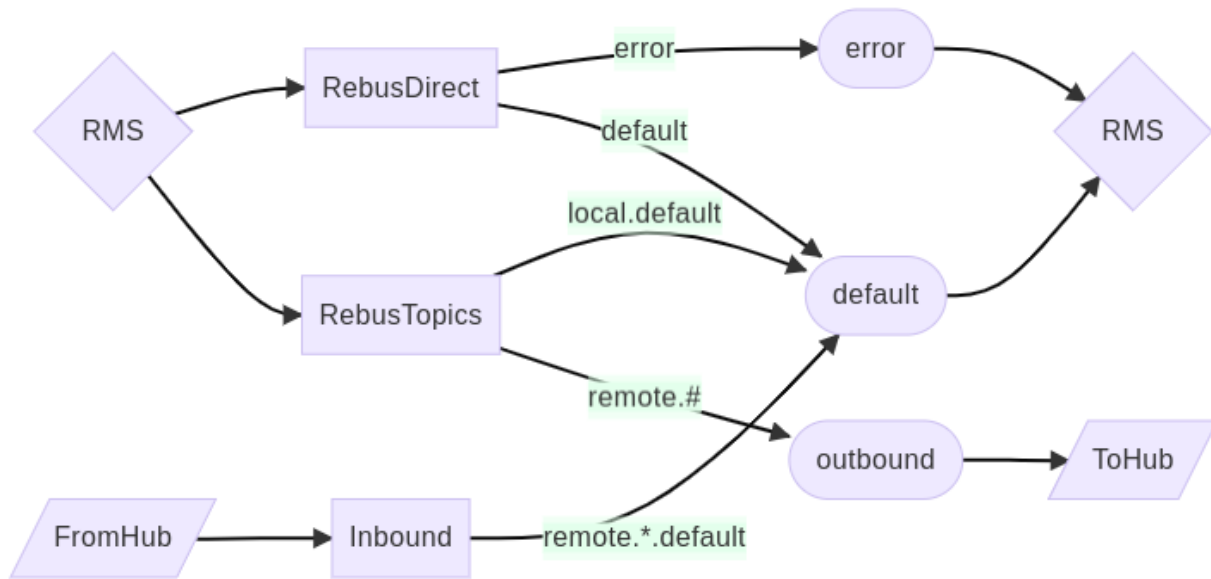 error
error
RMS
RebusDirect
RMS
default
local.default
default
RebusTopics
remote.#
outbound
ToHub
FromHub
Inbound
remote.*.default